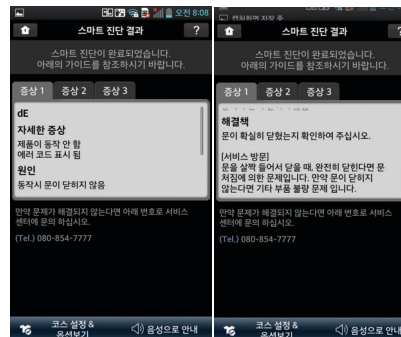 오전 8:08
스마트 진단 결과
?
스마트 진단이 완료되었습니다.
아래의 가이드를 참조하시기 바랍니다.
증상 1
증상 2
증상 3
dE
자세한 증상
제품이 동작 안 함
에러 코드 표시 됨
원인
동작시 문이 닫히지 않음
만약 문제가 해결되지 않는다면 아래 번호로 서비스
센터에 문의 하십시오.
(Tel.) 080-854-7777
코스 설정 &
옵션보기
음성으로 안내
캡처화면 저장 중
스마트 진단 결과
?
스마트 진단이 완료되었습니다.
아래의 가이드를 참조하시기 바랍니다.
증상 1
증상 2
증상 3
해결책
문이 확실히 닫혔는지 확인하여 주십시오.
[서비스 방문]
문을 살짝 들어서 닫을 때, 완전히 닫힌다면 문
처짐에 의한 문제입니다. 만약 문이 닫히지
않는다면 기타 부품 불량 문제 입니다.
만약 문제가 해결되지 않는다면 아래 번호로 서비스
센터에 문의 하십시오.
(Tel.) 080-854-7777
코스 설정 &
옵션보기
음성으로 안내